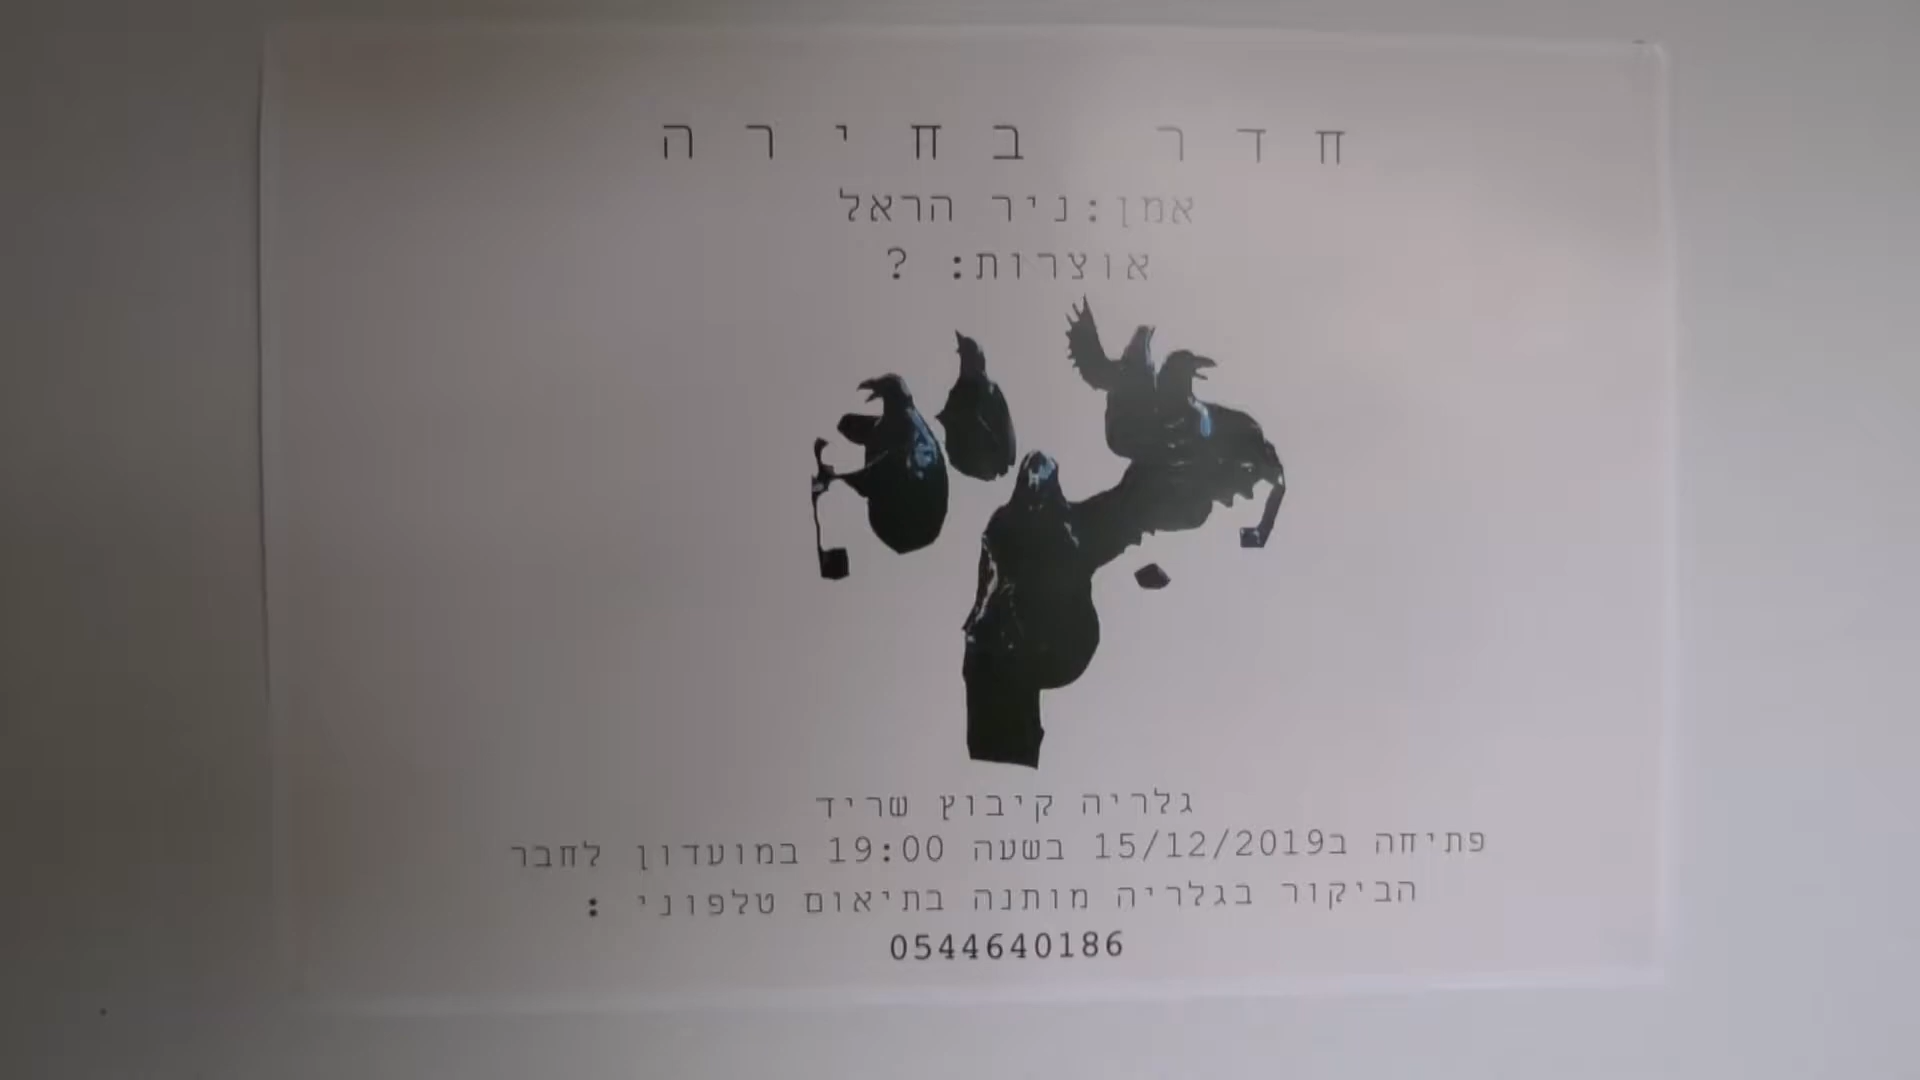 חדר בחירה
אמן:ניר הראל
אוצרות: ?
גלריה קיבוץ שריד
פתיחה ב15/12/2019 בשעה 19:00 במועדון לחבר
הביקור בגלריה מותנה בתיאום טלפוני :
0544640186